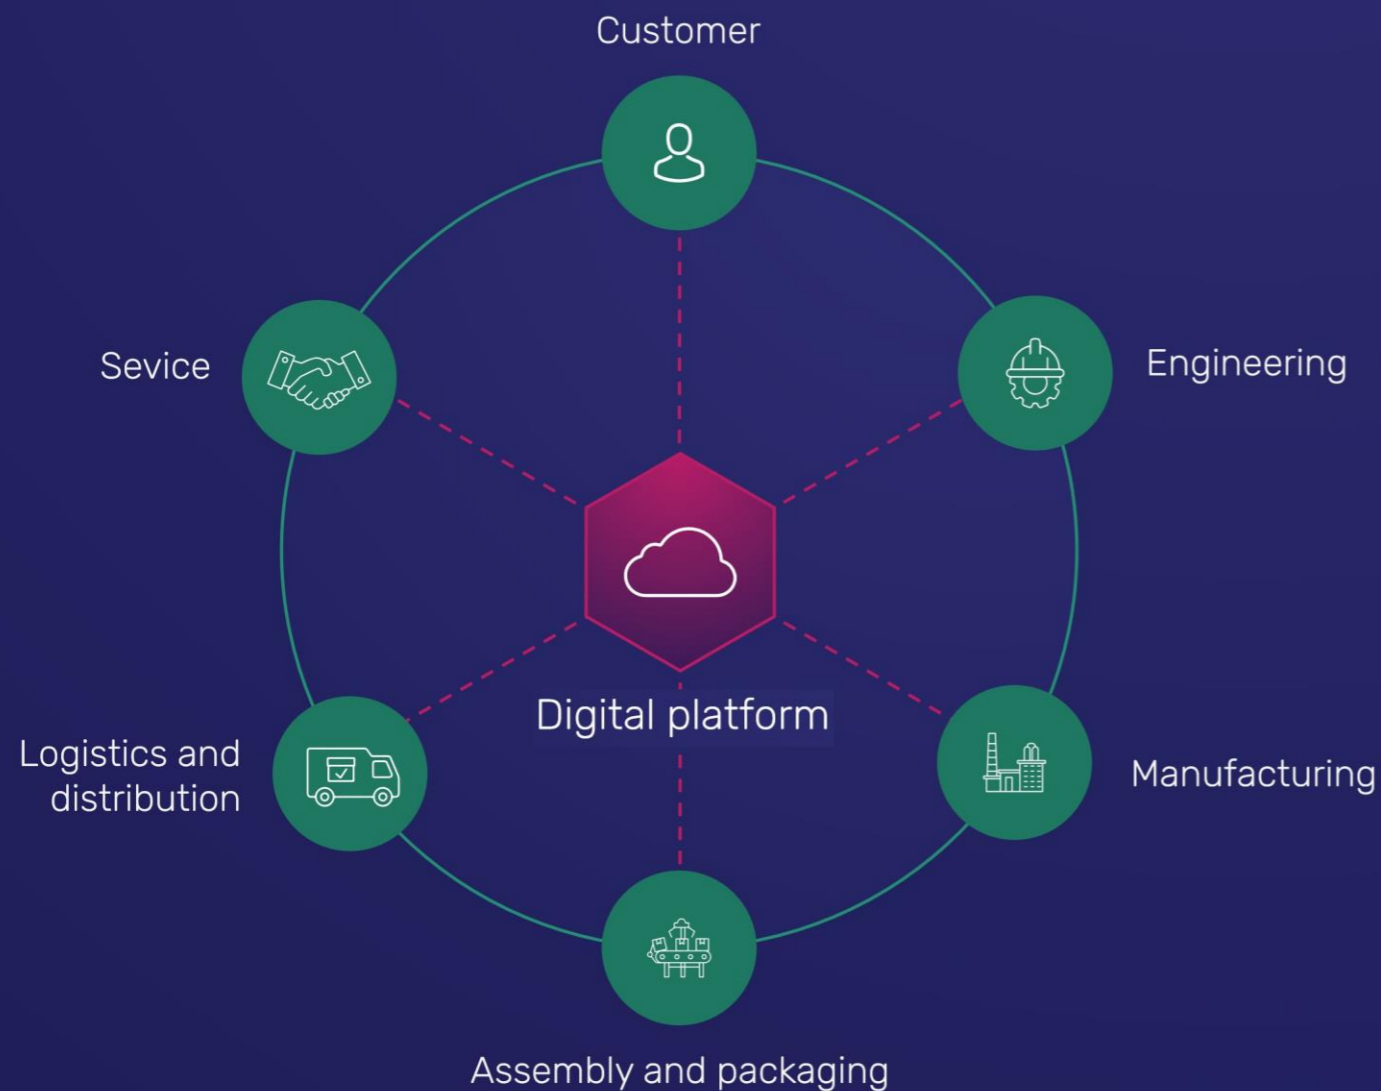 Customer
Sevice
Engineering
Digital platform
Logistics and
distribution
Manufacturing
Assembly and packaging